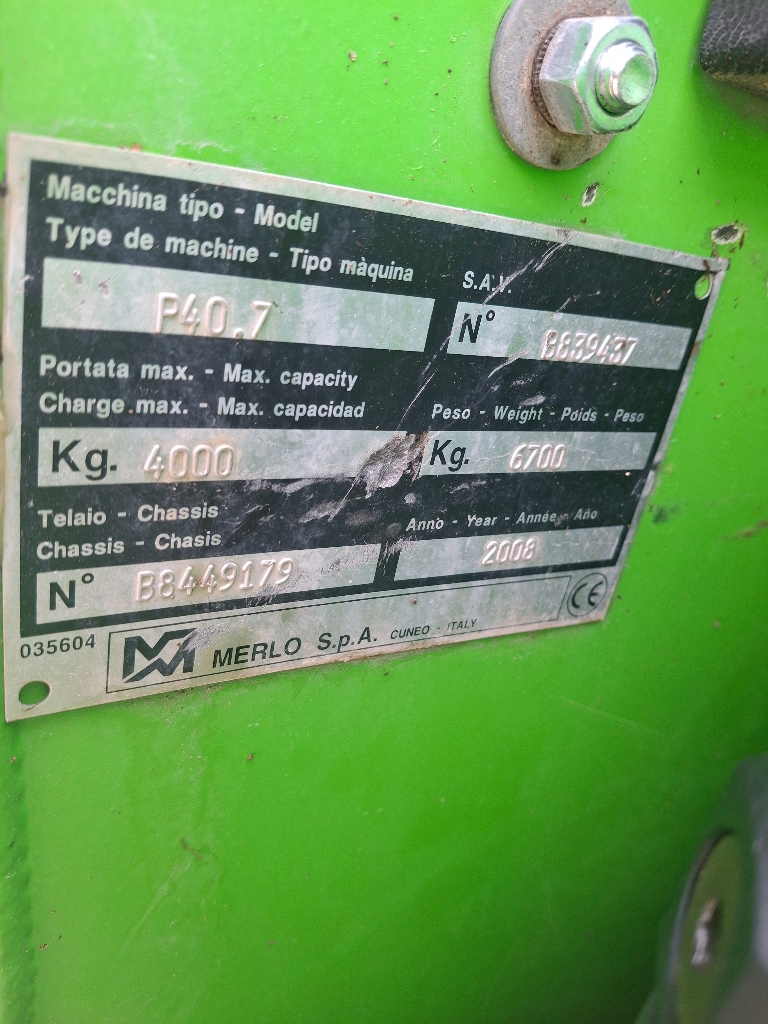 Macchina tipo - Model
Type de machine - Tipo màquina
S.A.V.
P40.7
N° B839437
Portata max. - Max. capacity
Charge max. - Max. capacidad
Peso - Weight - Poids - Peso
Kg. 4000
Kg. 6700
Telaio - Chassis
Chassis - Chasis
Anno - Year - Année - Año
N° B8449179
2008
035604
MERLO S.p.A. CUNEO - ITALY
CE